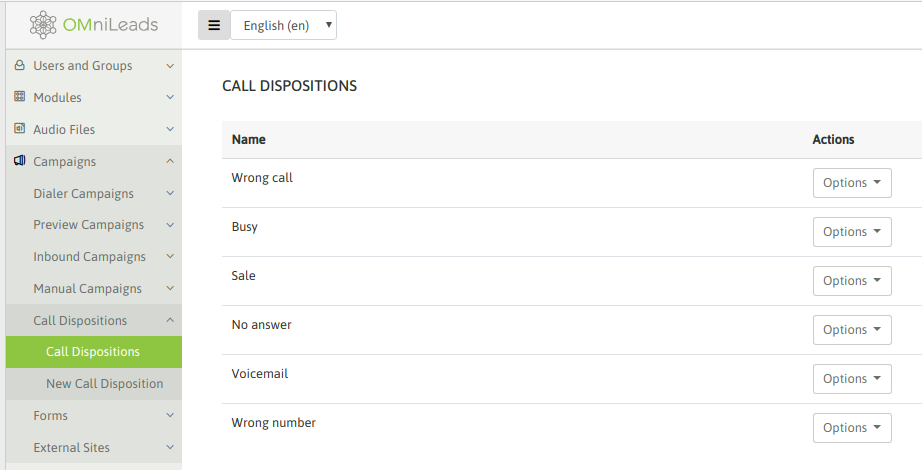 OMniLeads
English (en)
Users and Groups
Modules
Audio Files
Campaigns
Dialer Campaigns
Preview Campaigns
Inbound Campaigns
Manual Campaigns
Call Dispositions
Call Dispositions
New Call Disposition
Forms
External Sites
CALL DISPOSITIONS
Name Actions
Wrong call Options
Busy Options
Sale Options
No answer Options
Voicemail Options
Wrong number Options